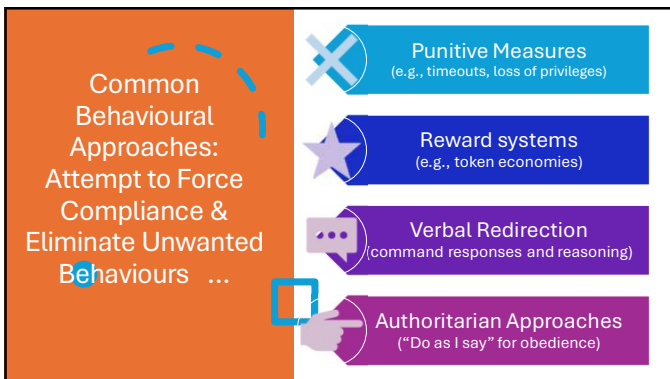 Common
Behavioural
Approaches:
Attempt to Force
Compliance &
Eliminate Unwanted
Behaviours ...
Punitive Measures
(e.g., timeouts, loss of privileges)
Reward systems
(e.g., token economies)
Verbal Redirection
(command responses and reasoning)
Authoritarian Approaches
(“Do as I say” for obedience)